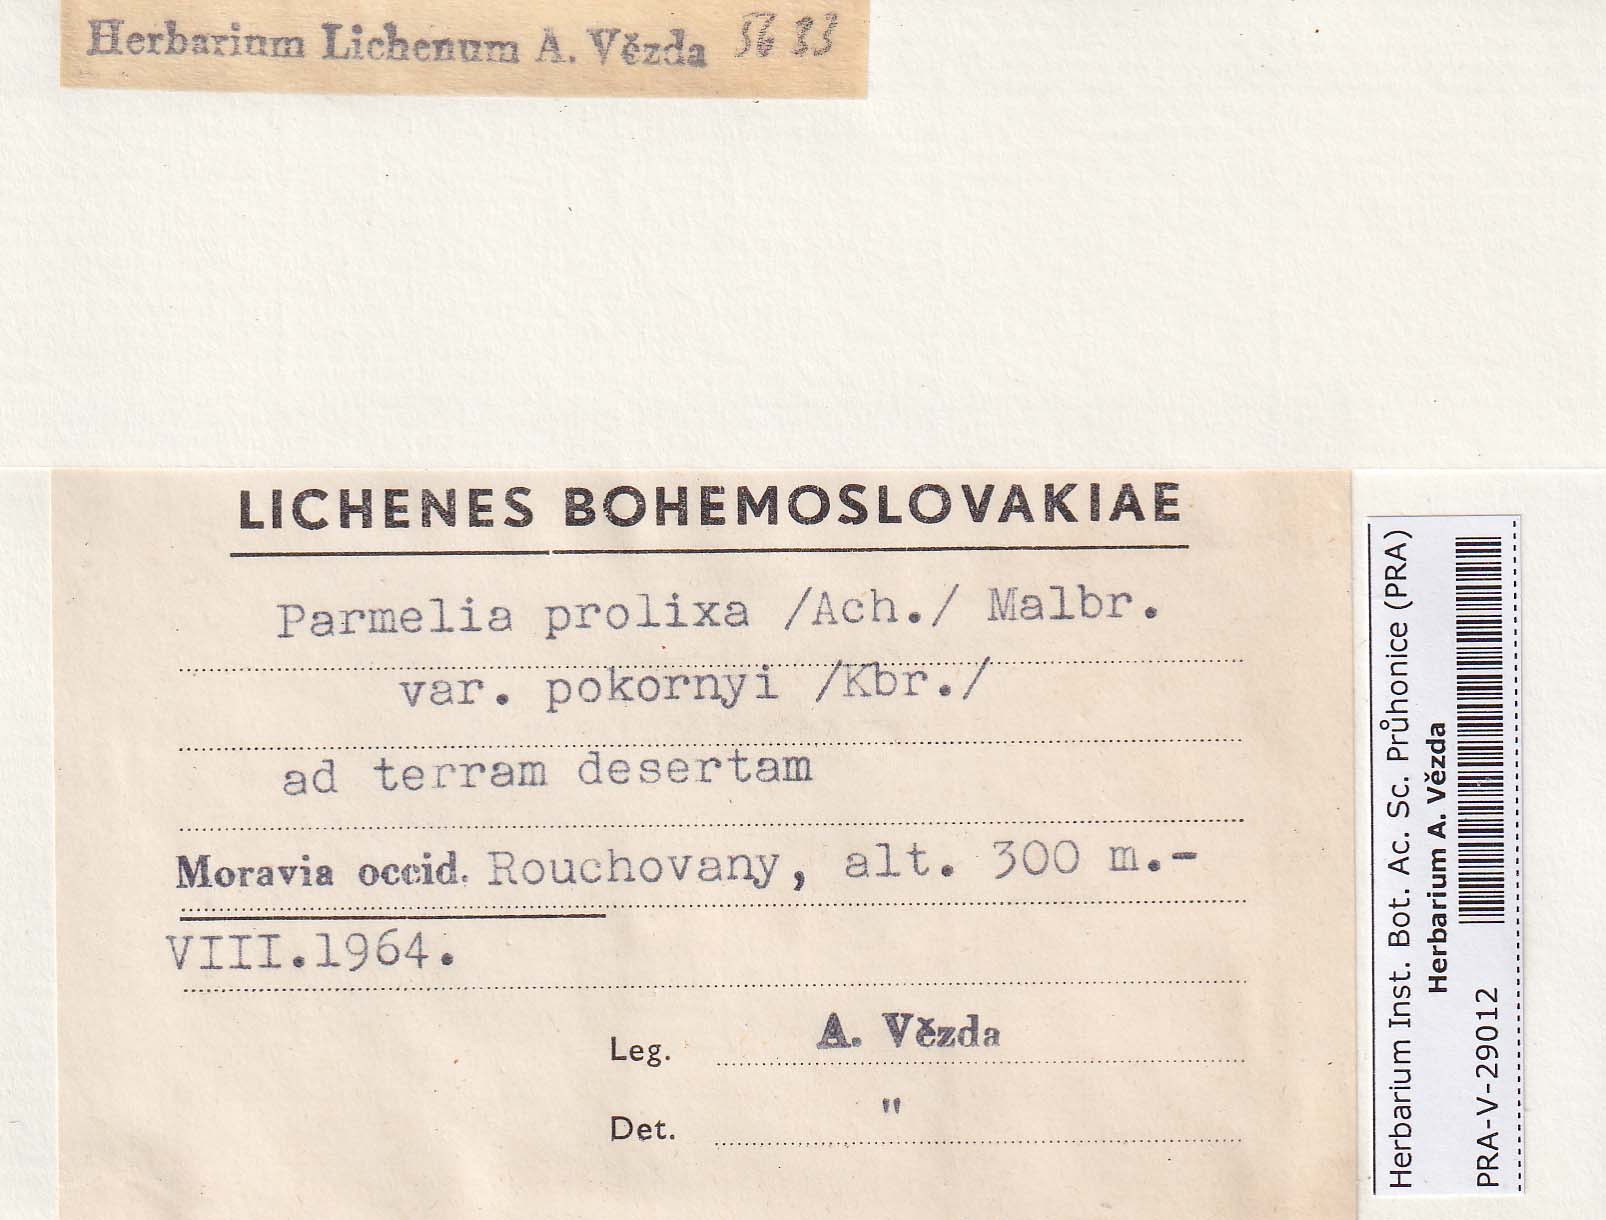 Herbarium Lichenum A. Vězda
LICHENES BOHEMOSLOVAKIAE
Parmelia prolixa /Ach./ Malbr.
var. pokornyi /Kbr./
ad terram desertam
Moravia occid. Rouchovany, alt. 300 m.-
VIII.1964.
Leg. A. Vězda
Det. "
Herbarium Inst. Bot. Ac. Sc. Průhonice (PRA)
Herbarium A. Vězda
PRA-V-29012